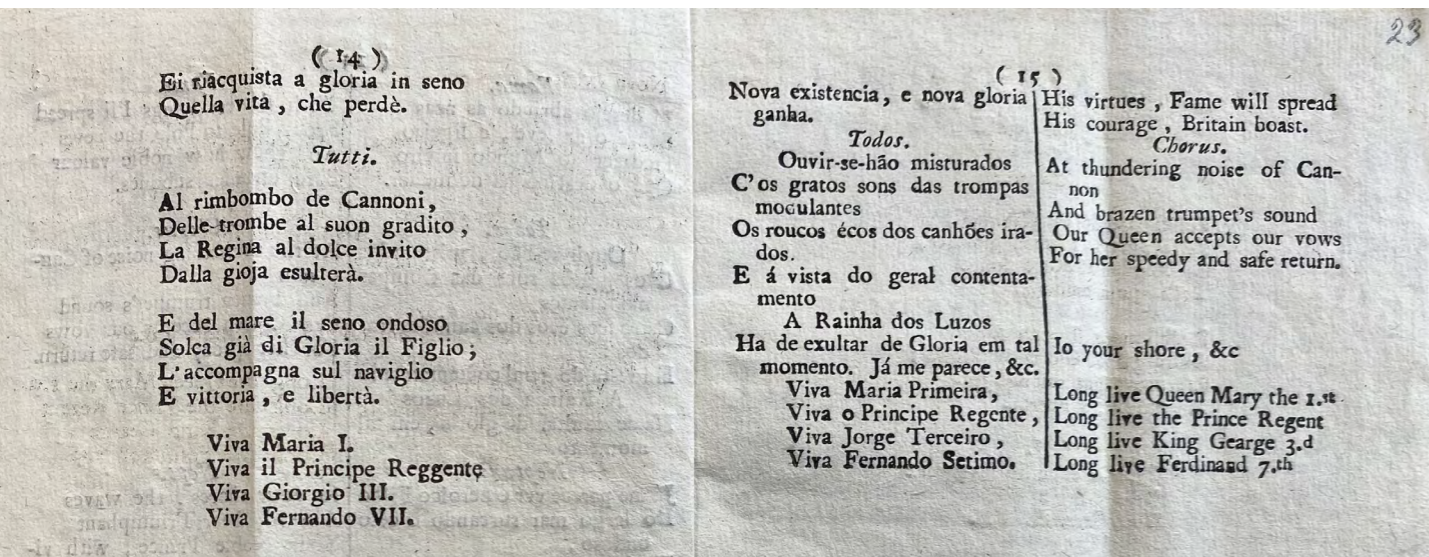 ( 14 )
Ei riacquista a gloria in seno
Quella vita , che perdè.
Tutti.
Al rimbombo de Cannoni,
Delle trombe al suon gradito ,
La Regina al dolce invito
Dalla gioja esulterà.
E del mare il seno ondoso
Solca già di Gloria il Figlio;
L'accompagna sul naviglio
E vittoria , e libertà.
Viva Maria I.
Viva il Principe Reggente
Viva Giorgio III.
Viva Fernando VII.
23
( 15 )
Nova existencia, e nova gloria
ganha.
Todos.
Ouvir-se-hão misturados
C'os gratos sons das trompas
moculantes
Os roucos écos dos canhões ira-
dos.
E á vista do geral contenta-
mento
A Rainha dos Luzos
Ha de exultar de Gloria em tal
momento. Já me parece, &c.
Viva Maria Primeira,
Viva o Principe Regente,
Viva Jorge Terceiro,
Viva Fernando Setimo.
His virtues , Fame will spread
His courage , Britain boast.
Chorus.
At thundering noise of Can-
non
And brazen trumpet's sound
Our Queen accepts our vows
For her speedy and safe return.
Io your shore, &c
Long live Queen Mary the 1.st
Long live the Prince Regent
Long live King Gearge 3.d
Long live Ferdinand 7.th